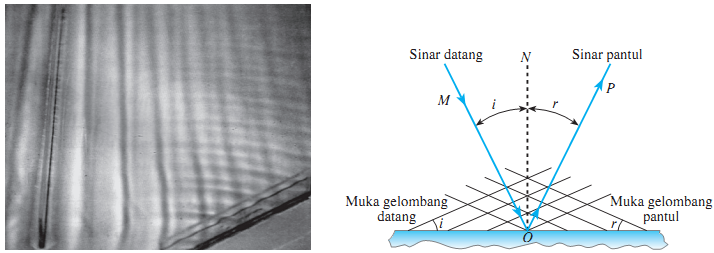 Sinar datang
N
Sinar pantul
M
i
r
P
Muka gelombang
datang
i
Muka gelombang
pantul
r
O